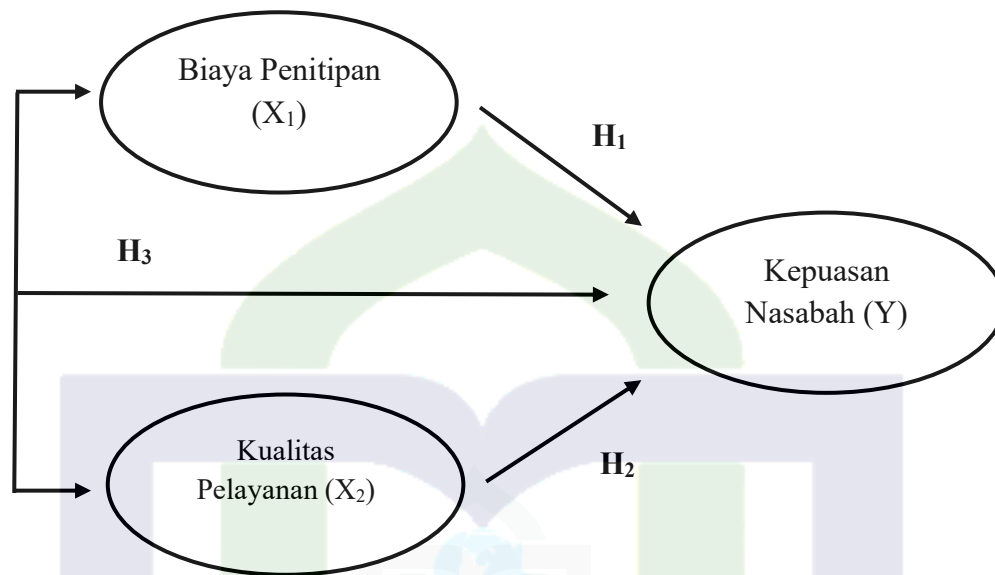 Biaya Penitipan
(X₁)
H₁
H₃
Kepuasan
Nasabah (Y)
Kualitas
Pelayanan (X₂)
H₂